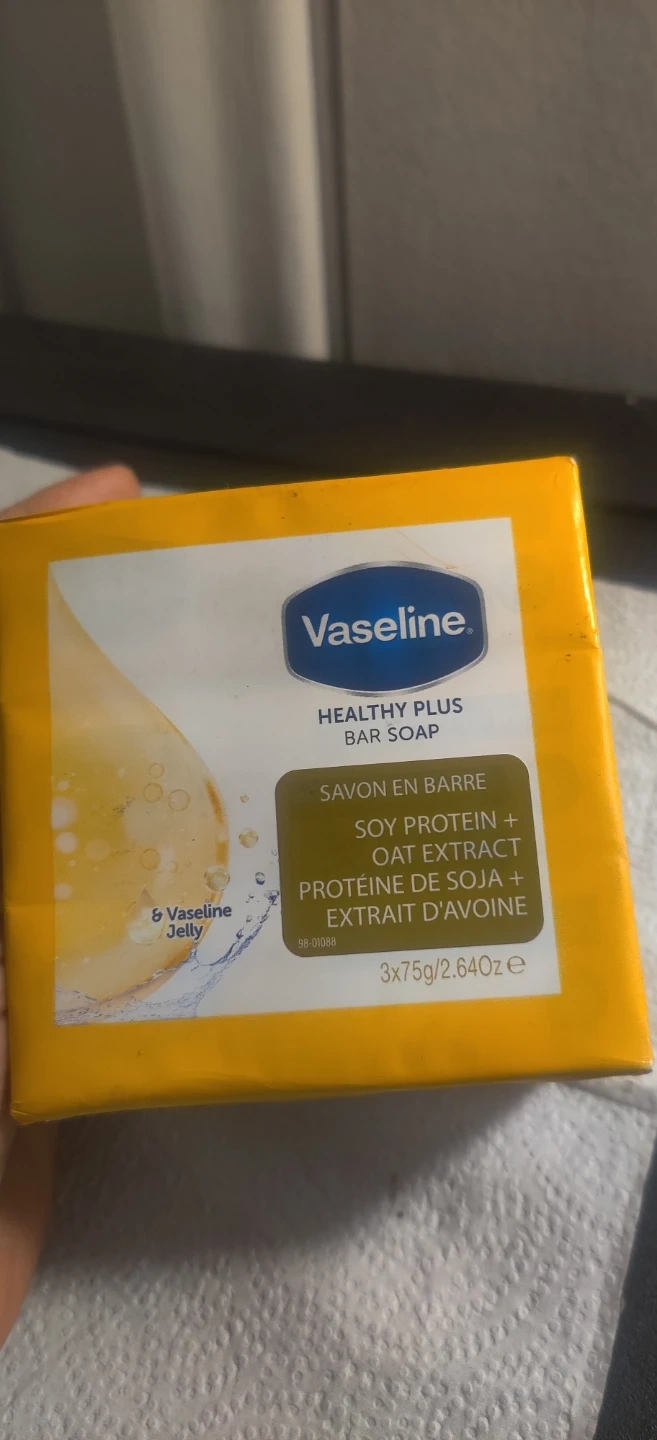 Vaseline®
HEALTHY PLUS
BAR SOAP
SAVON EN BARRE
SOY PROTEIN +
OAT EXTRACT
PROTÉINE DE SOJA +
EXTRAIT D'AVOINE
98-01088
& Vaseline
Jelly
3x75g/2.64Oz ℮